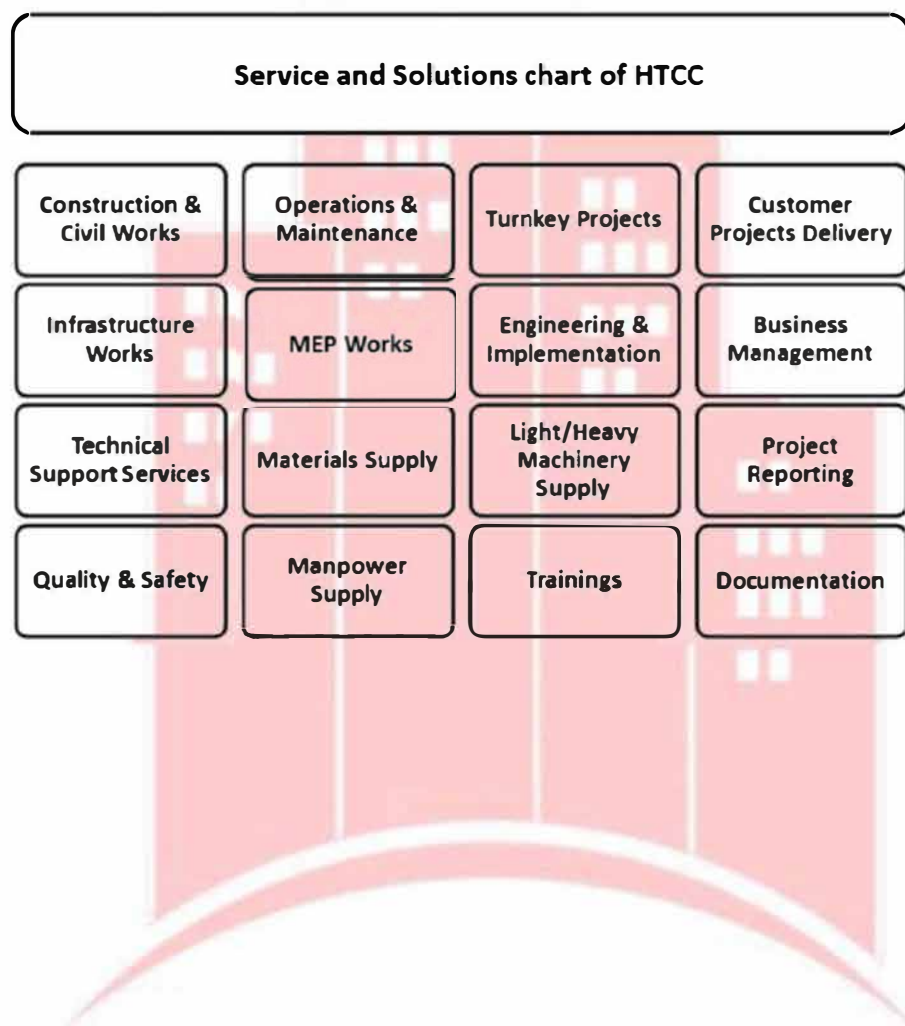 Service and Solutions chart of HTCC
Construction &
Civil Works
Operations &
Maintenance
Turnkey Projects
Customer
Projects Delivery
Infrastructure
Works
MEP Works
Engineering &
Implementation
Business
Management
Technical
Support Services
Materials Supply
Light/Heavy
Machinery
Supply
Project
Reporting
Quality & Safety
Manpower
Supply
Trainings
Documentation